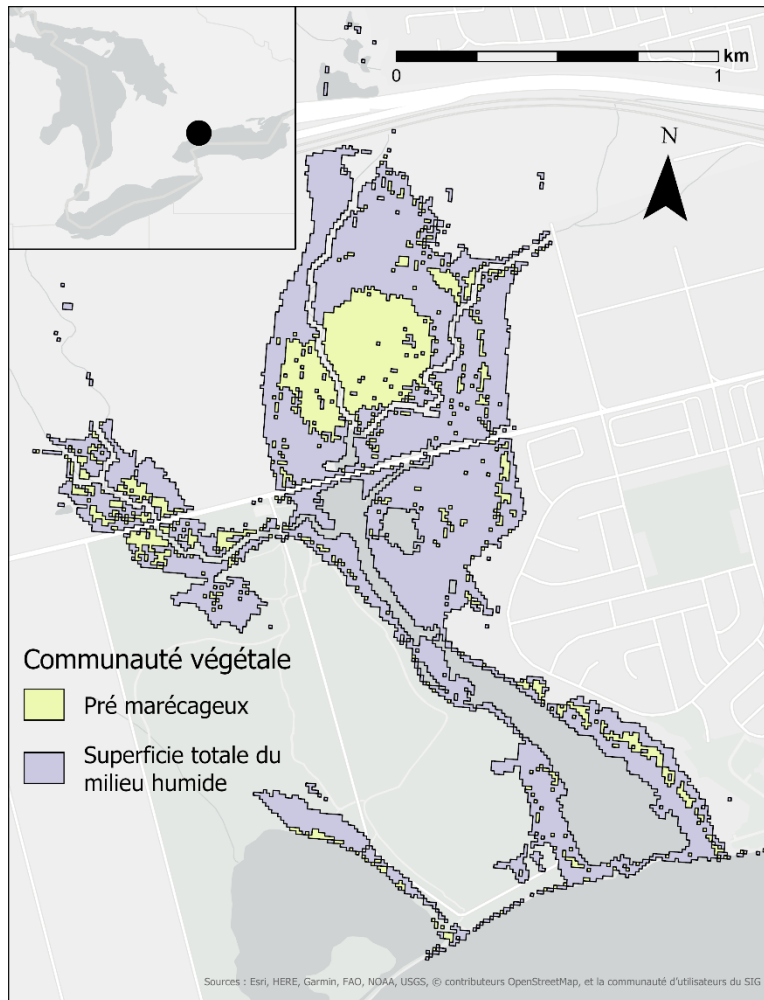 km
0
1
N
Communauté végétale
Pré marécageux
Superficie totale du
milieu humide
Sources : Esri, HERE, Garmin, FAO, NOAA, USGS, © contributeurs OpenStreetMap, et la communauté d'utilisateurs du SIG